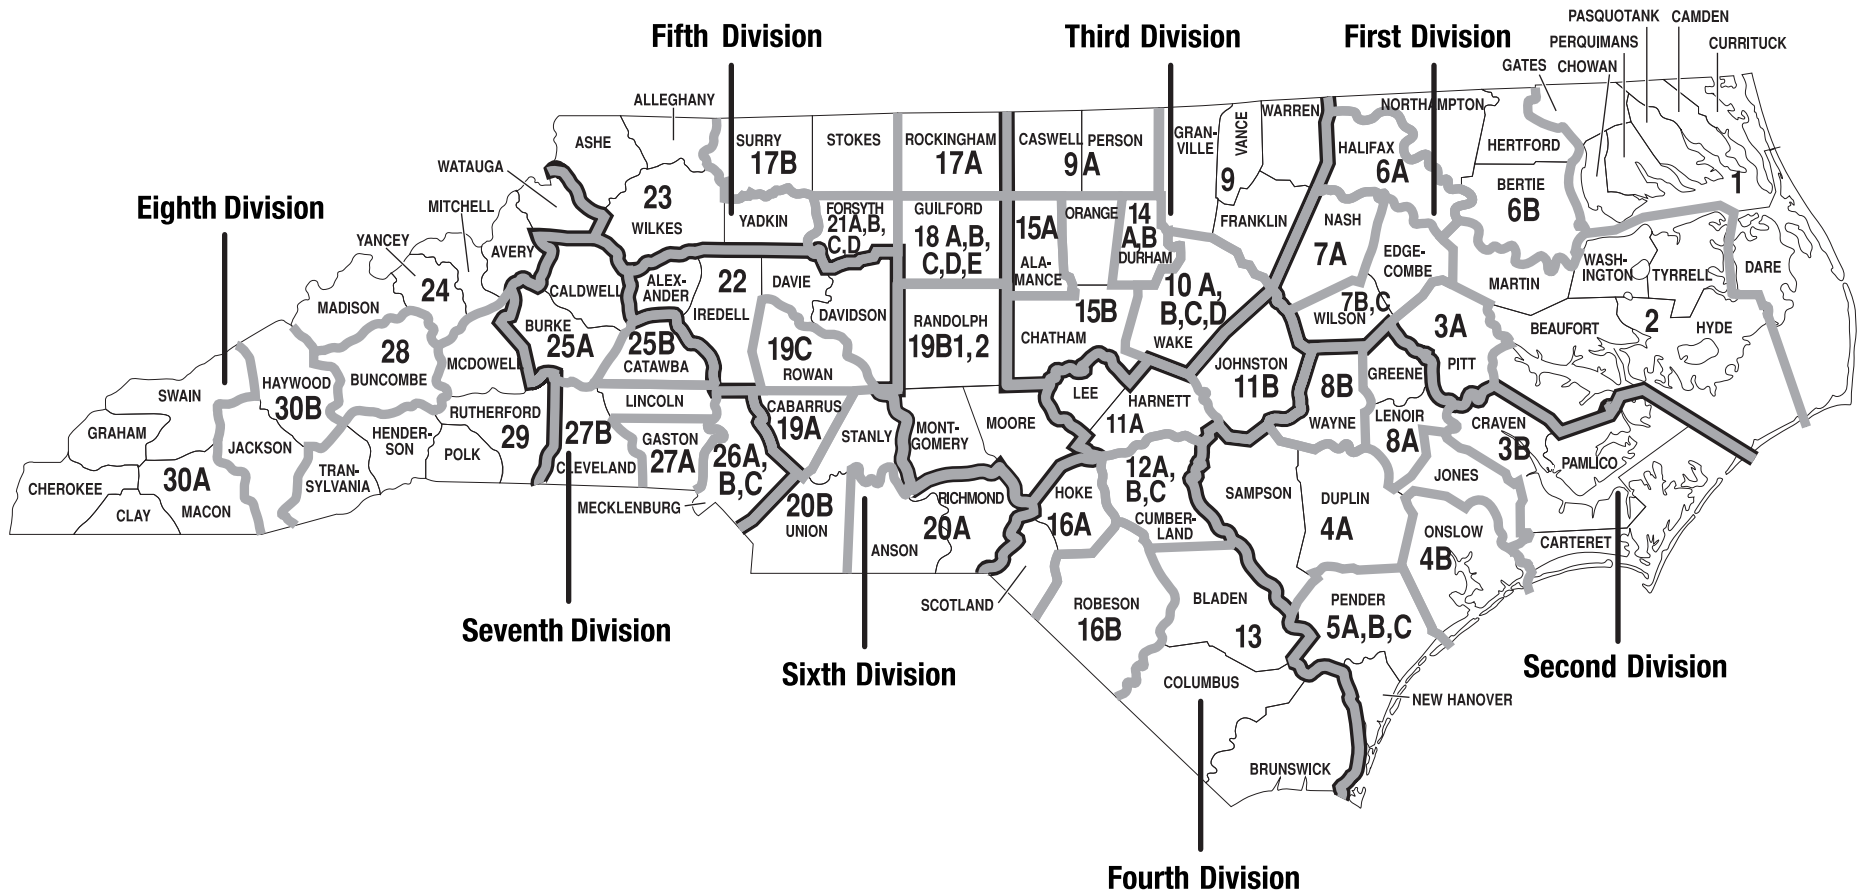 PASQUOTANK CAMDEN
Fifth Division
Third Division
First Division
PERQUIMANS
CURRITUCK
GATES CHOWAN
ALLEGHANY
NORTHAMPTON
WARREN
ASHE
SURRY
17B
STOKES
ROCKINGHAM
17A
CASWELL
PERSON
9A
GRAN-
VILLE
VANCE
9
HALIFAX
6A
HERTFORD
WATAUGA
23
WILKES
BERTIE
6B
1
Eighth Division
MITCHELL
YADKIN
FORSYTH
21A,B,
C,D
GUILFORD
18 A,B,
C,D,E
15A
ALA-
MANCE
ORANGE
14
A,B
DURHAM
FRANKLIN
NASH
7A
EDGE-
COMBE
YANCEY
AVERY
24
MADISON
CALDWELL
ALEX-
ANDER
22
IREDELL
DAVIE
DAVIDSON
10 A,
B,C,D
WAKE
7B,C
WILSON
MARTIN
WASH-
INGTON
TYRRELL
DARE
15B
CHATHAM
3A
PITT
BEAUFORT
2
HYDE
RANDOLPH
19B1,2
BURKE
25A
25B
CATAWBA
19C
ROWAN
28
BUNCOMBE
MCDOWELL
JOHNSTON
11B
8B
WAYNE
GREENE
SWAIN
HAYWOOD
30B
LEE
HARNETT
11A
LINCOLN
CABARRUS
19A
STANLY
MONT-
GOMERY
MOORE
LENOIR
8A
CRAVEN
3B
PAMLICO
GRAHAM
JACKSON
HENDER-
SON
RUTHERFORD
29
POLK
27B
CLEVELAND
GASTON
27A
26A,
B,C
TRAN-
SYLVANIA
CHEROKEE
30A
MACON
CLAY
MECKLENBURG
20B
UNION
RICHMOND
20A
ANSON
HOKE
16A
12A,
B,C
CUMBER-
LAND
SAMPSON
DUPLIN
4A
JONES
ONSLOW
4B
CARTERET
SCOTLAND
ROBESON
16B
BLADEN
13
PENDER
5A,B,C
Seventh Division
Sixth Division
Second Division
COLUMBUS
NEW HANOVER
BRUNSWICK
Fourth Division